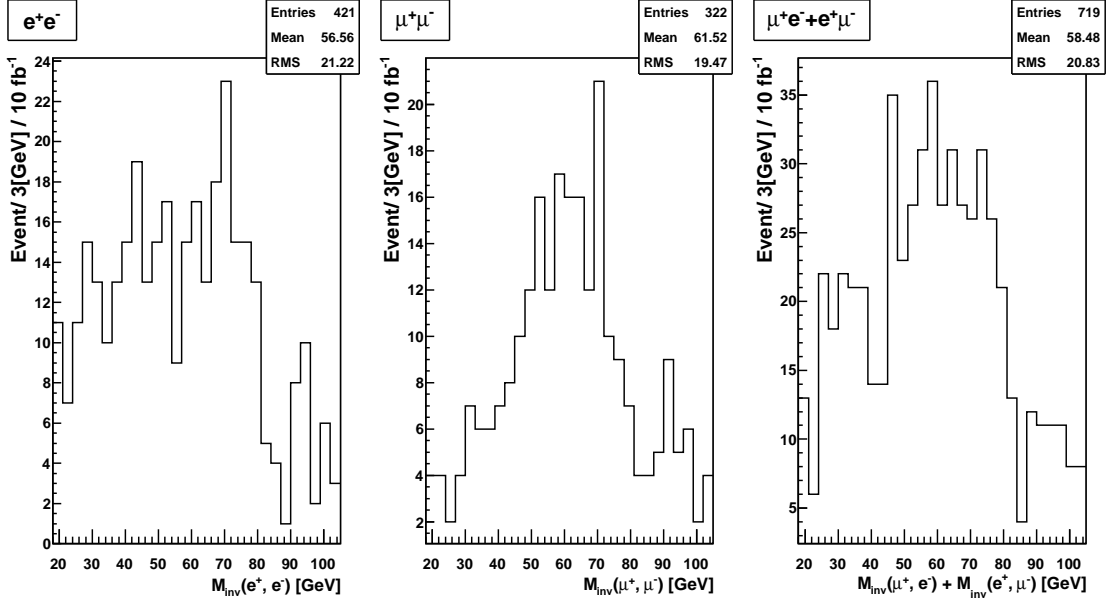 e⁺e⁻
Entries 421
Mean 56.56
RMS 21.22
Event/ 3[GeV] / 10 fb⁻¹
24
22
20
18
16
14
12
10
8
6
4
2
0
20 30 40 50 60 70 80 90 100
M_inv(e⁺, e⁻) [GeV]
μ⁺μ⁻
Entries 322
Mean 61.52
RMS 19.47
Event/ 3[GeV] / 10 fb⁻¹
20
18
16
14
12
10
8
6
4
2
20 30 40 50 60 70 80 90 100
M_inv(μ⁺, μ⁻) [GeV]
μ⁺e⁻+e⁺μ⁻
Entries 719
Mean 58.48
RMS 20.83
Event/ 3[GeV] / 10 fb⁻¹
35
30
25
20
15
10
5
20 30 40 50 60 70 80 90 100
M_inv(μ⁺, e⁻) + M_inv(e⁺, μ⁻) [GeV]